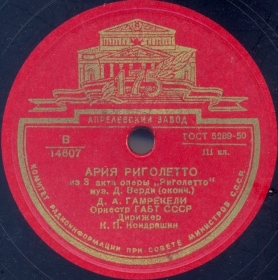 175
АПРЕЛЕВСКИЙ ЗАВОД
В
14607
ГОСТ 5289-50
III кл.
АРИЯ РИГОЛЕТТО
из 3 акта оперы „Риголетто"
муз. Д. Верди (оконч.)
Д. А. ГАМРЕКЕЛИ
Оркестр ГАБТ СССР
Дирижер
К. П. Кондрашин
КОМИТЕТ РАДИОИНФОРМАЦИИ ПРИ СОВЕТЕ МИНИСТРОВ СССР